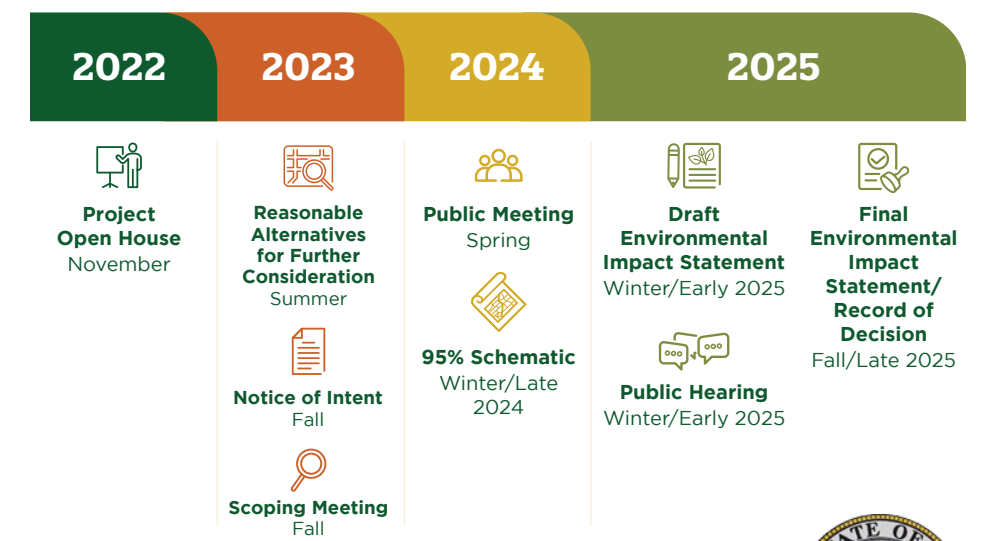 2022
2023
2024
2025
Project
Open House
November
Reasonable
Alternatives
for Further
Consideration
Summer
Notice of Intent
Fall
Scoping Meeting
Fall
Public Meeting
Spring
95% Schematic
Winter/Late
2024
Draft
Environmental
Impact Statement
Winter/Early 2025
Public Hearing
Winter/Early 2025
Final
Environmental
Impact
Statement/
Record of
Decision
Fall/Late 2025
ATE OF